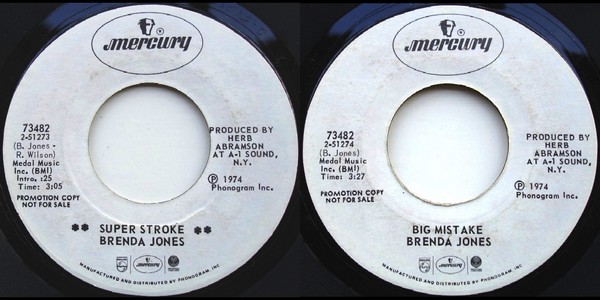 mercury
73482
2-51273
(B. Jones -
R. Wilson)
Medal Music
Inc. (BMI)
Intro. :25
Time: 3:05
PROMOTION COPY
NOT FOR SALE
PRODUCED BY
HERB
ABRAMSON
AT A-1 SOUND,
N.Y.
Ⓟ 1974
Phonogram Inc.
** SUPER STROKE **
BRENDA JONES
mercury
MANUFACTURED AND DISTRIBUTED BY PHONOGRAM, INC.
mercury
73482
2-51274
(B. Jones)
Medal Music
Inc. (BMI)
Time: 3:27
PROMOTION COPY
NOT FOR SALE
PRODUCED BY
HERB
ABRAMSON
AT A-1 SOUND,
N.Y.
Ⓟ 1974
Phonogram Inc.
BIG MISTAKE
BRENDA JONES
mercury
MANUFACTURED AND DISTRIBUTED BY PHONOGRAM, INC.